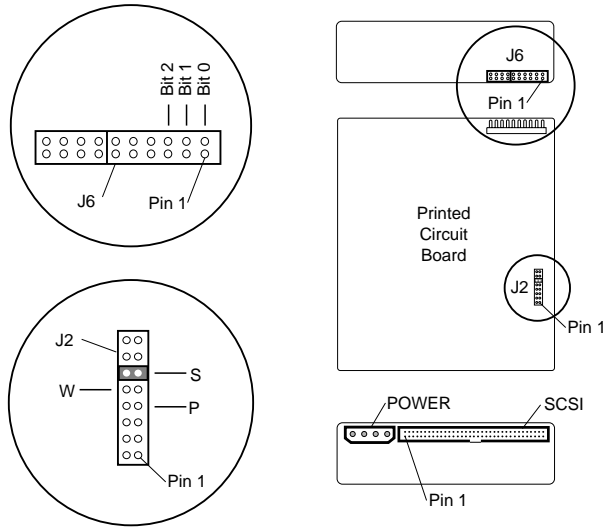 Bit 2
Bit 1
Bit 0
J6
Pin 1
J6
Pin 1
Printed
Circuit
Board
J2
Pin 1
J2
S
W
P
Pin 1
POWER
SCSI
Pin 1